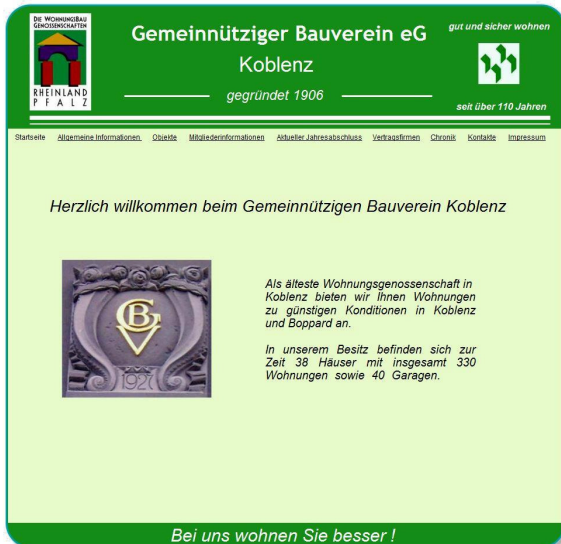 DIE WOHNUNGSBAU
GENOSSENSCHAFTEN
RHEINLAND
PFALZ
Gemeinnütziger Bauverein eG
Koblenz
gegründet 1906
gut und sicher wohnen
seit über 110 Jahren
Startseite Allgemeine Informationen Objekte Mitgliederinformationen Aktueller Jahresabschluss Vertragsfirmen Chronik Kontakte Impressum
Herzlich willkommen beim Gemeinnützigen Bauverein Koblenz
GBV
1927
Als älteste Wohnungsgenossenschaft in
Koblenz bieten wir Ihnen Wohnungen
zu günstigen Konditionen in Koblenz
und Boppard an.
In unserem Besitz befinden sich zur
Zeit 38 Häuser mit insgesamt 330
Wohnungen sowie 40 Garagen.
Bei uns wohnen Sie besser !